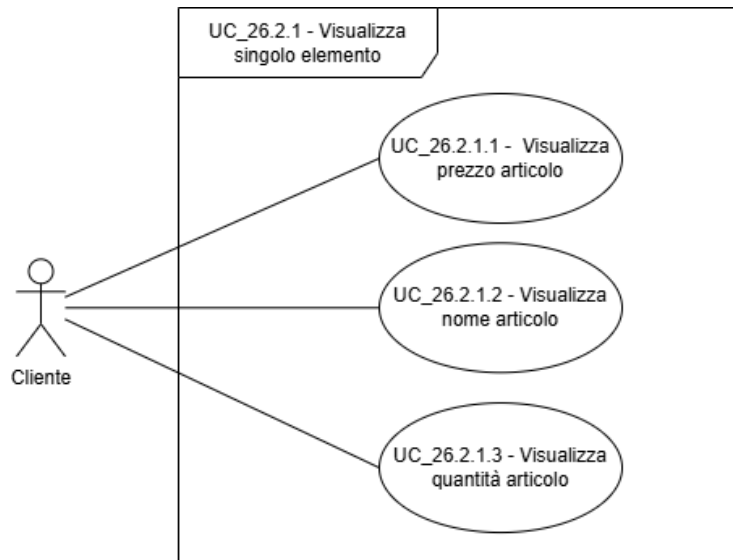 UC_26.2.1 - Visualizza
singolo elemento
UC_26.2.1.1 - Visualizza
prezzo articolo
UC_26.2.1.2 - Visualizza
nome articolo
Cliente
UC_26.2.1.3 - Visualizza
quantità articolo